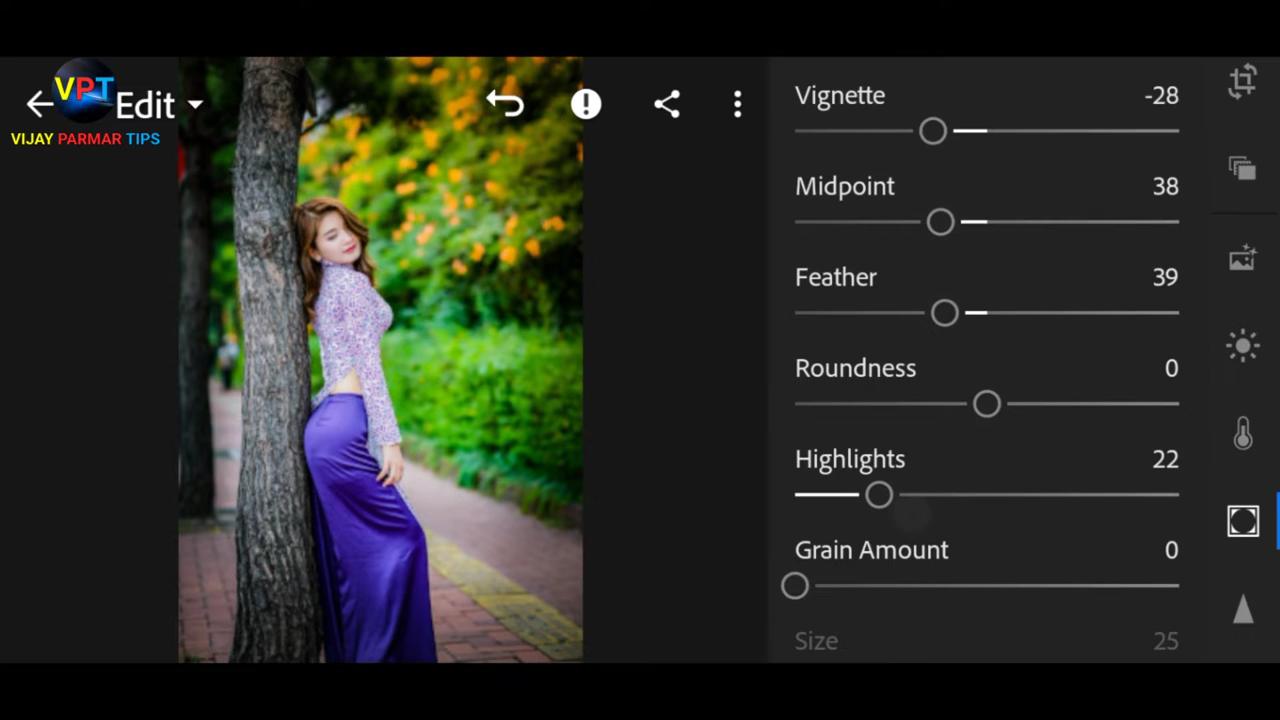 VPT
Edit
VIJAY PARMAR TIPS
Vignette -28
Midpoint 38
Feather 39
Roundness 0
Highlights 22
Grain Amount 0
Size 25